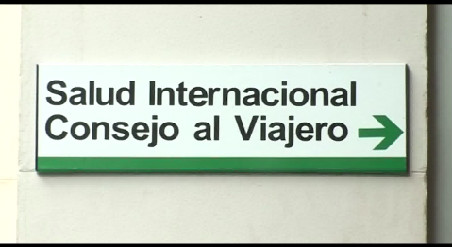 Salud Internacional
Consejo al Viajero